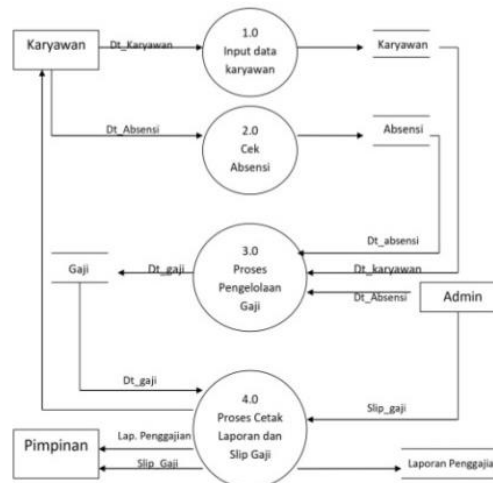 Karyawan
Dt_Karyawan
1.0
Input data
karyawan
Karyawan
Dt_Absensi
2.0
Cek
Absensi
Absensi
Dt_absensi
Gaji
Dt_gaji
3.0
Proses
Pengelolaan
Gaji
Dt_karyawan
Dt_Absensi
Admin
Dt_gaji
4.0
Proses Cetak
Laporan dan
Slip Gaji
Slip_gaji
Pimpinan
Lap. Penggajian
Slip_Gaji
Laporan Penggajia